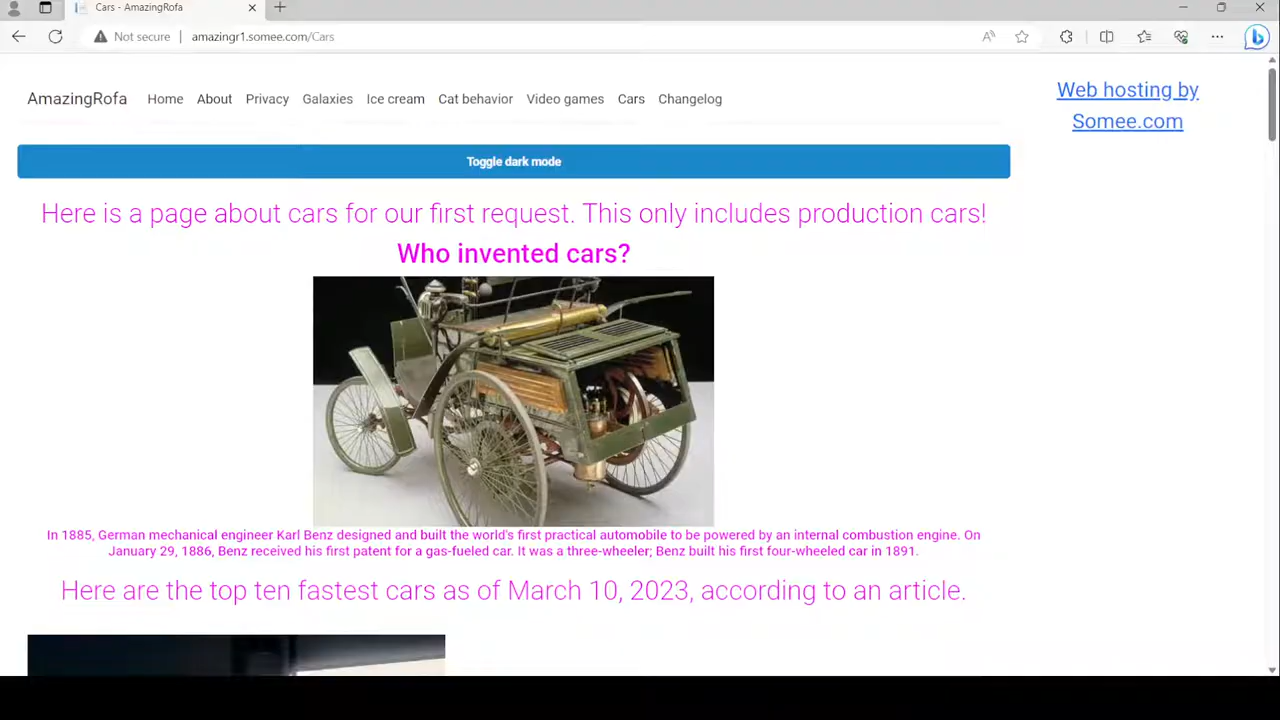 Cars - AmazingRofa
Not secure
amazingr1.somee.com/Cars
AmazingRofa Home About Privacy Galaxies Ice cream Cat behavior Video games Cars Changelog
Web hosting by
Somee.com
Toggle dark mode
Here is a page about cars for our first request. This only includes production cars!
Who invented cars?
In 1885, German mechanical engineer Karl Benz designed and built the world's first practical automobile to be powered by an internal combustion engine. On
January 29, 1886, Benz received his first patent for a gas-fueled car. It was a three-wheeler; Benz built his first four-wheeled car in 1891.
Here are the top ten fastest cars as of March 10, 2023, according to an article.